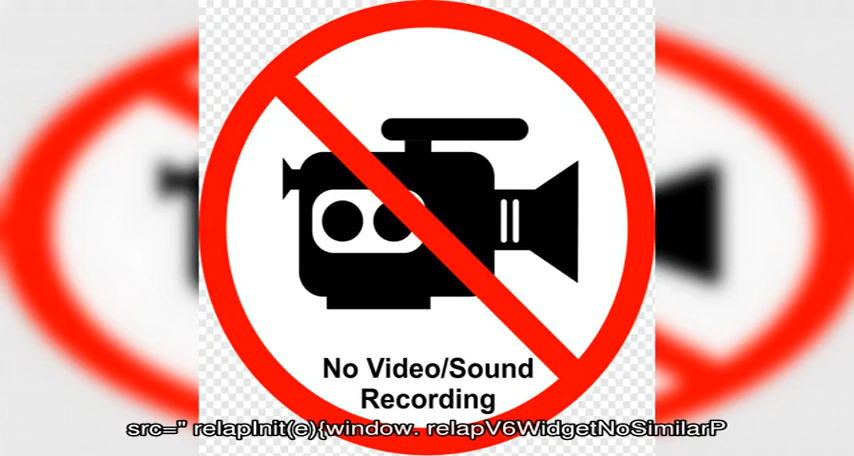 No Video/Sound
Recording
src=" relapInit(e){window. relapV6WidgetNoSimilarP